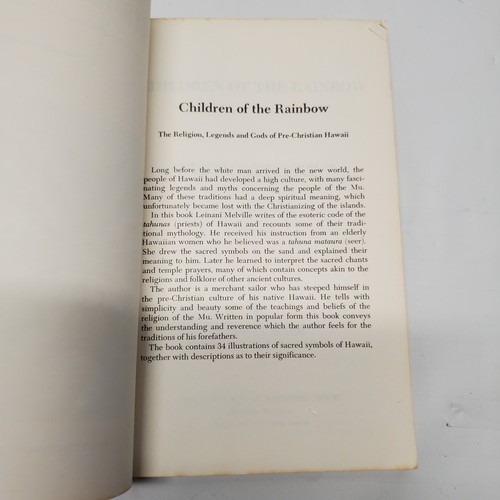 Children of the Rainbow
The Religion, Legends and Gods of Pre-Christian Hawaii
Long before the white man arrived in the new world, the
people of Hawaii had developed a high culture, with many fasci-
nating legends and myths concerning the people of the Mu.
Many of these traditions had a deep spiritual meaning, which
unfortunately became lost with the Christianizing of the islands.
In this book Leinani Melville writes of the esoteric code of the
tahunas (priests) of Hawaii and recounts some of their tradi-
tional mythology. He received his instruction from an elderly
Hawaiian women who he believed was a tahuna mataura (seer).
She drew the sacred symbols on the sand and explained their
meaning to him. Later he learned to interpret the sacred chants
and temple prayers, many of which contain concepts akin to the
religions and folklore of other ancient cultures.
The author is a merchant sailor who has steeped himself in
the pre-Christian culture of his native Hawaii. He tells with
simplicity and beauty some of the teachings and beliefs of the
religion of the Mu. Written in popular form this book conveys
the understanding and reverence which the author feels for the
traditions of his forefathers.
The book contains 34 illustrations of sacred symbols of Hawaii,
together with descriptions as to their significance.